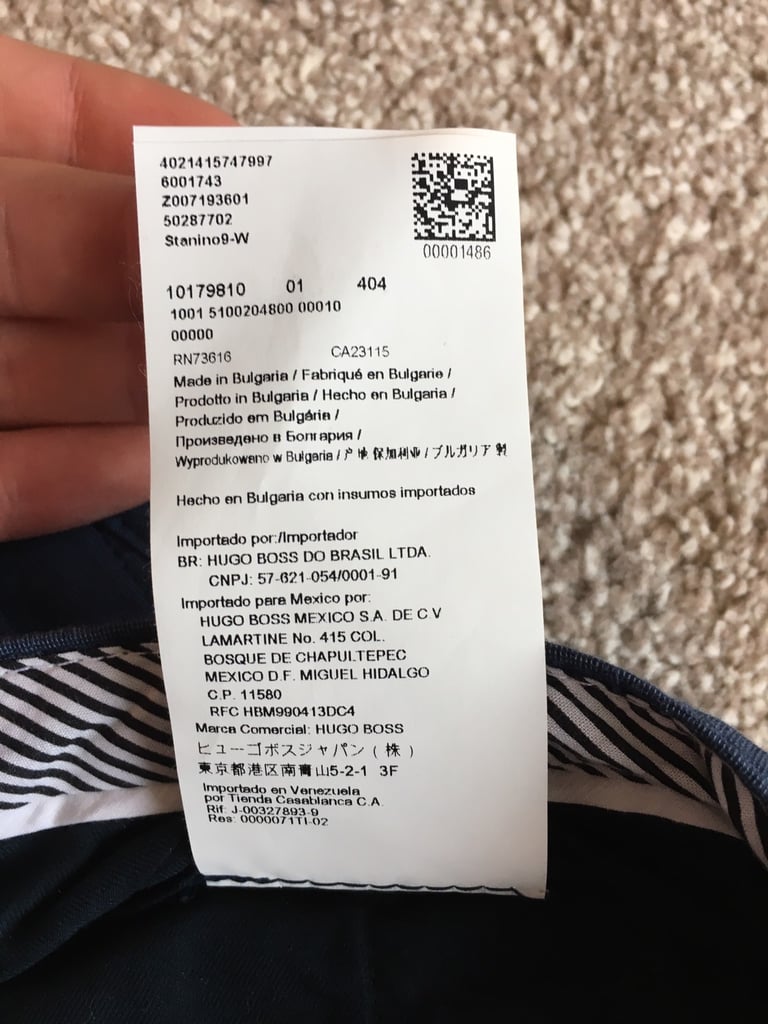 4021415747997
6001743
Z007193601
50287702
Stanino9-W
00001486
10179810 01 404
1001 5100204800 00010
00000
RN73616 CA23115
Made in Bulgaria / Fabriqué en Bulgarie /
Prodotto in Bulgaria / Hecho en Bulgaria /
Produzido em Bulgária /
Произведено в Болгария /
Wyprodukowano w Bulgaria / 保加利亚 / ブルガリア 製
Hecho en Bulgaria con insumos importados
Importado por:/Importador
BR: HUGO BOSS DO BRASIL LTDA.
CNPJ: 57-621-054/0001-91
Importado para Mexico por:
HUGO BOSS MEXICO S.A. DE C V
LAMARTINE No. 415 COL.
BOSQUE DE CHAPULTEPEC
MEXICO D.F. MIGUEL HIDALGO
C.P. 11580
RFC HBM990413DC4
Marca Comercial: HUGO BOSS
ヒューゴボスジャパン ( 株 )
東京都港区南青山5-2-1 3F
Importado en Venezuela
por Tienda Casablanca C.A.
Rif: J-00327893-9
Res: 0000071TI-02